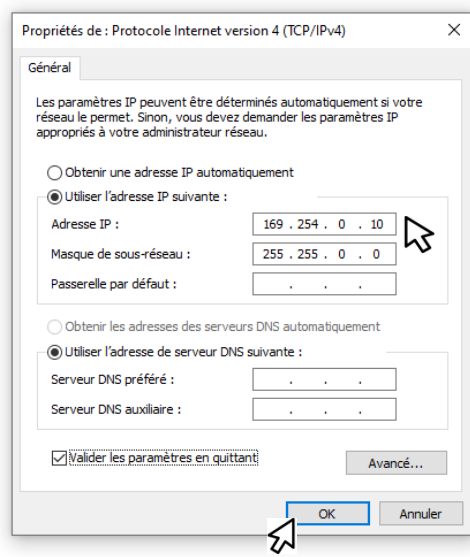 Propriétés de : Protocole Internet version 4 (TCP/IPv4)
Général
Les paramètres IP peuvent être déterminés automatiquement si votre
réseau le permet. Sinon, vous devez demander les paramètres IP
appropriés à votre administrateur réseau.
Obtenir une adresse IP automatiquement
Utiliser l'adresse IP suivante :
Adresse IP : 169 . 254 . 0 . 10
Masque de sous-réseau : 255 . 255 . 0 . 0
Passerelle par défaut : . . .
Obtenir les adresses des serveurs DNS automatiquement
Utiliser l'adresse de serveur DNS suivante :
Serveur DNS préféré : . . .
Serveur DNS auxiliaire : . . .
Valider les paramètres en quittant
Avancé...
OK Annuler